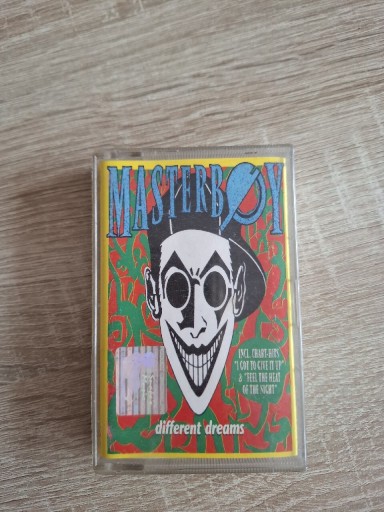 MASTERBOY
INCL. CHART-HITS
"I GOT TO GIVE IT UP"
& "FEEL THE HEAT
OF THE NIGHT"
different dreams